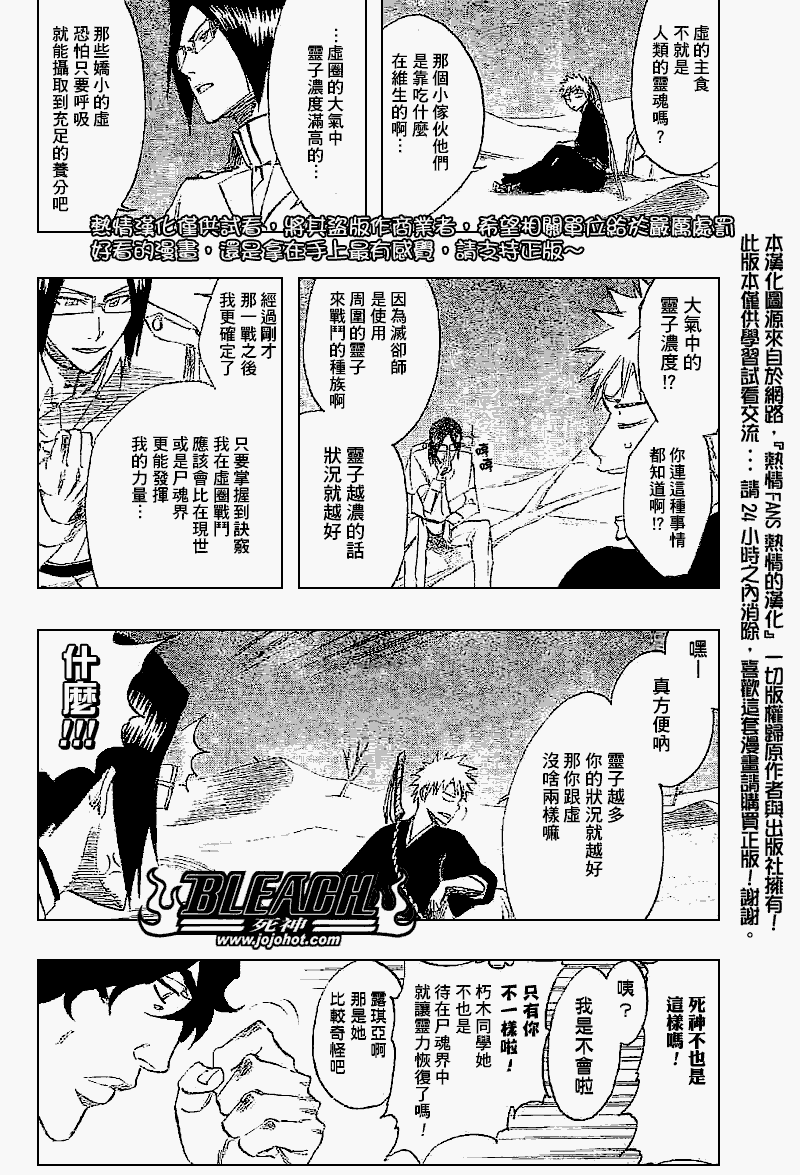 虛的主食
不就是
人類的靈魂嗎？
那個小傢伙他們
是靠吃什麼
在維生的啊…
…虛圈的大氣中
靈子濃度滿高的…
那些嬌小的虛
恐怕只要呼吸
就能攝取到充足的養分吧
熱情漢化僅供試看，將其盜版作商業者，希望相關單位給於嚴厲處罰
好看的漫畫，還是拿在手上最有感覺，請支持正版～
本漢化圖源來自於網路，『熱情FANS 熱情的漢化』一切版權歸原作者與出版社擁有！
此版本僅供學習試看交流…請24小時之內消除，喜歡這套漫畫請購買正版！謝謝。
大氣中的
靈子濃度!?
你連這種事情
都知道啊!?
因為滅卻師
是使用
周圍的靈子
來戰鬥的種族啊
靈子越濃的話
狀況就越好
哼
哼
經過剛才
那一戰之後
我更確定了
只要掌握到訣竅
我在虛圈戰鬥
應該會比在現世
或是尸魂界
更能發揮
我的力量…
嘿—
真方便吶
靈子越多
你的狀況就越好
那你跟虛
沒啥兩樣嘛
什麼!!!
BLEACH
死神
www.jojohot.com
死神不也是
這樣嗎！
咦？
我是不會啦
只有你
不一樣啦！
朽木同學她
不也是
待在尸魂界中
就讓靈力恢復了嗎！
露琪亞啊
那是她
比較奇怪吧